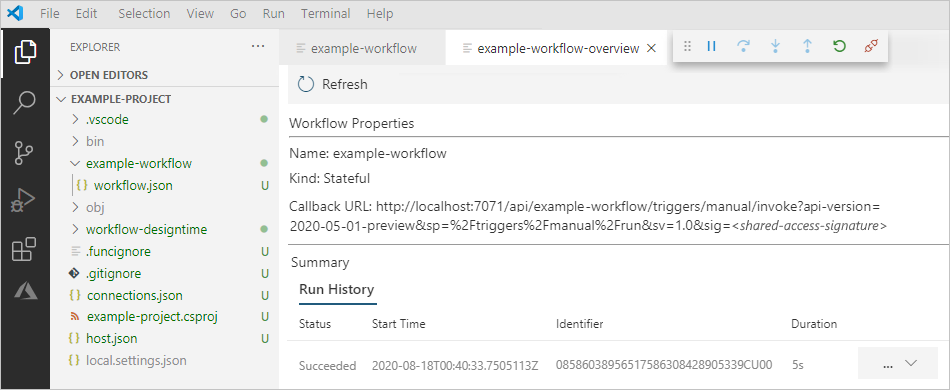 File Edit View Go Run Terminal Help
EXPLORER ...
example-workflow
example-workflow-overview
OPEN EDITORS
EXAMPLE-PROJECT
.vscode
bin
example-workflow
workflow.json U
obj
workflow-designtime
.funcignore U
.gitignore U
connections.json U
example-project.csproj U
host.json U
local.settings.json
Refresh
Workflow Properties
Name: example-workflow
Kind: Stateful
Callback URL: http://localhost:7071/api/example-workflow/triggers/manual/invoke?api-version=
2020-05-01-preview&sp=%2Ftriggers%2Fmanual%2Frun&sv=1.0&sig=<shared-access-signature>
Summary
Run History
Status Start Time Identifier Duration
Succeeded 2020-08-18T00:40:33.7505113Z 08586038956517586308428905339CU00 5s ...